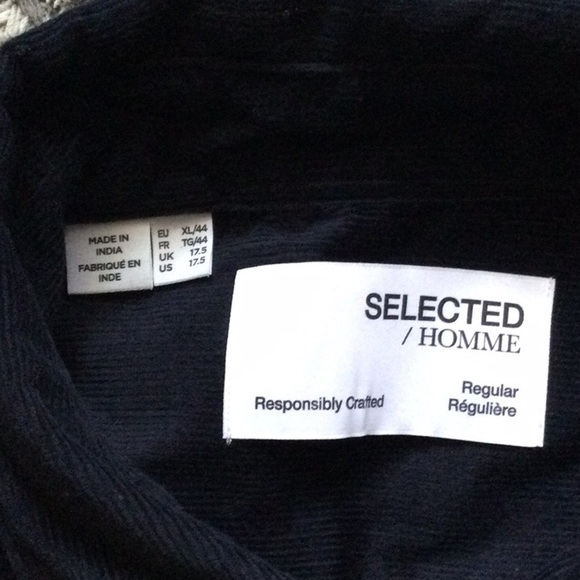 MADE IN
INDIA
FABRIQUÉ EN
INDE
EU XL/44
FR TG/44
UK 17.5
US 17.5
SELECTED
/ HOMME
Responsibly Crafted
Regular
Régulière